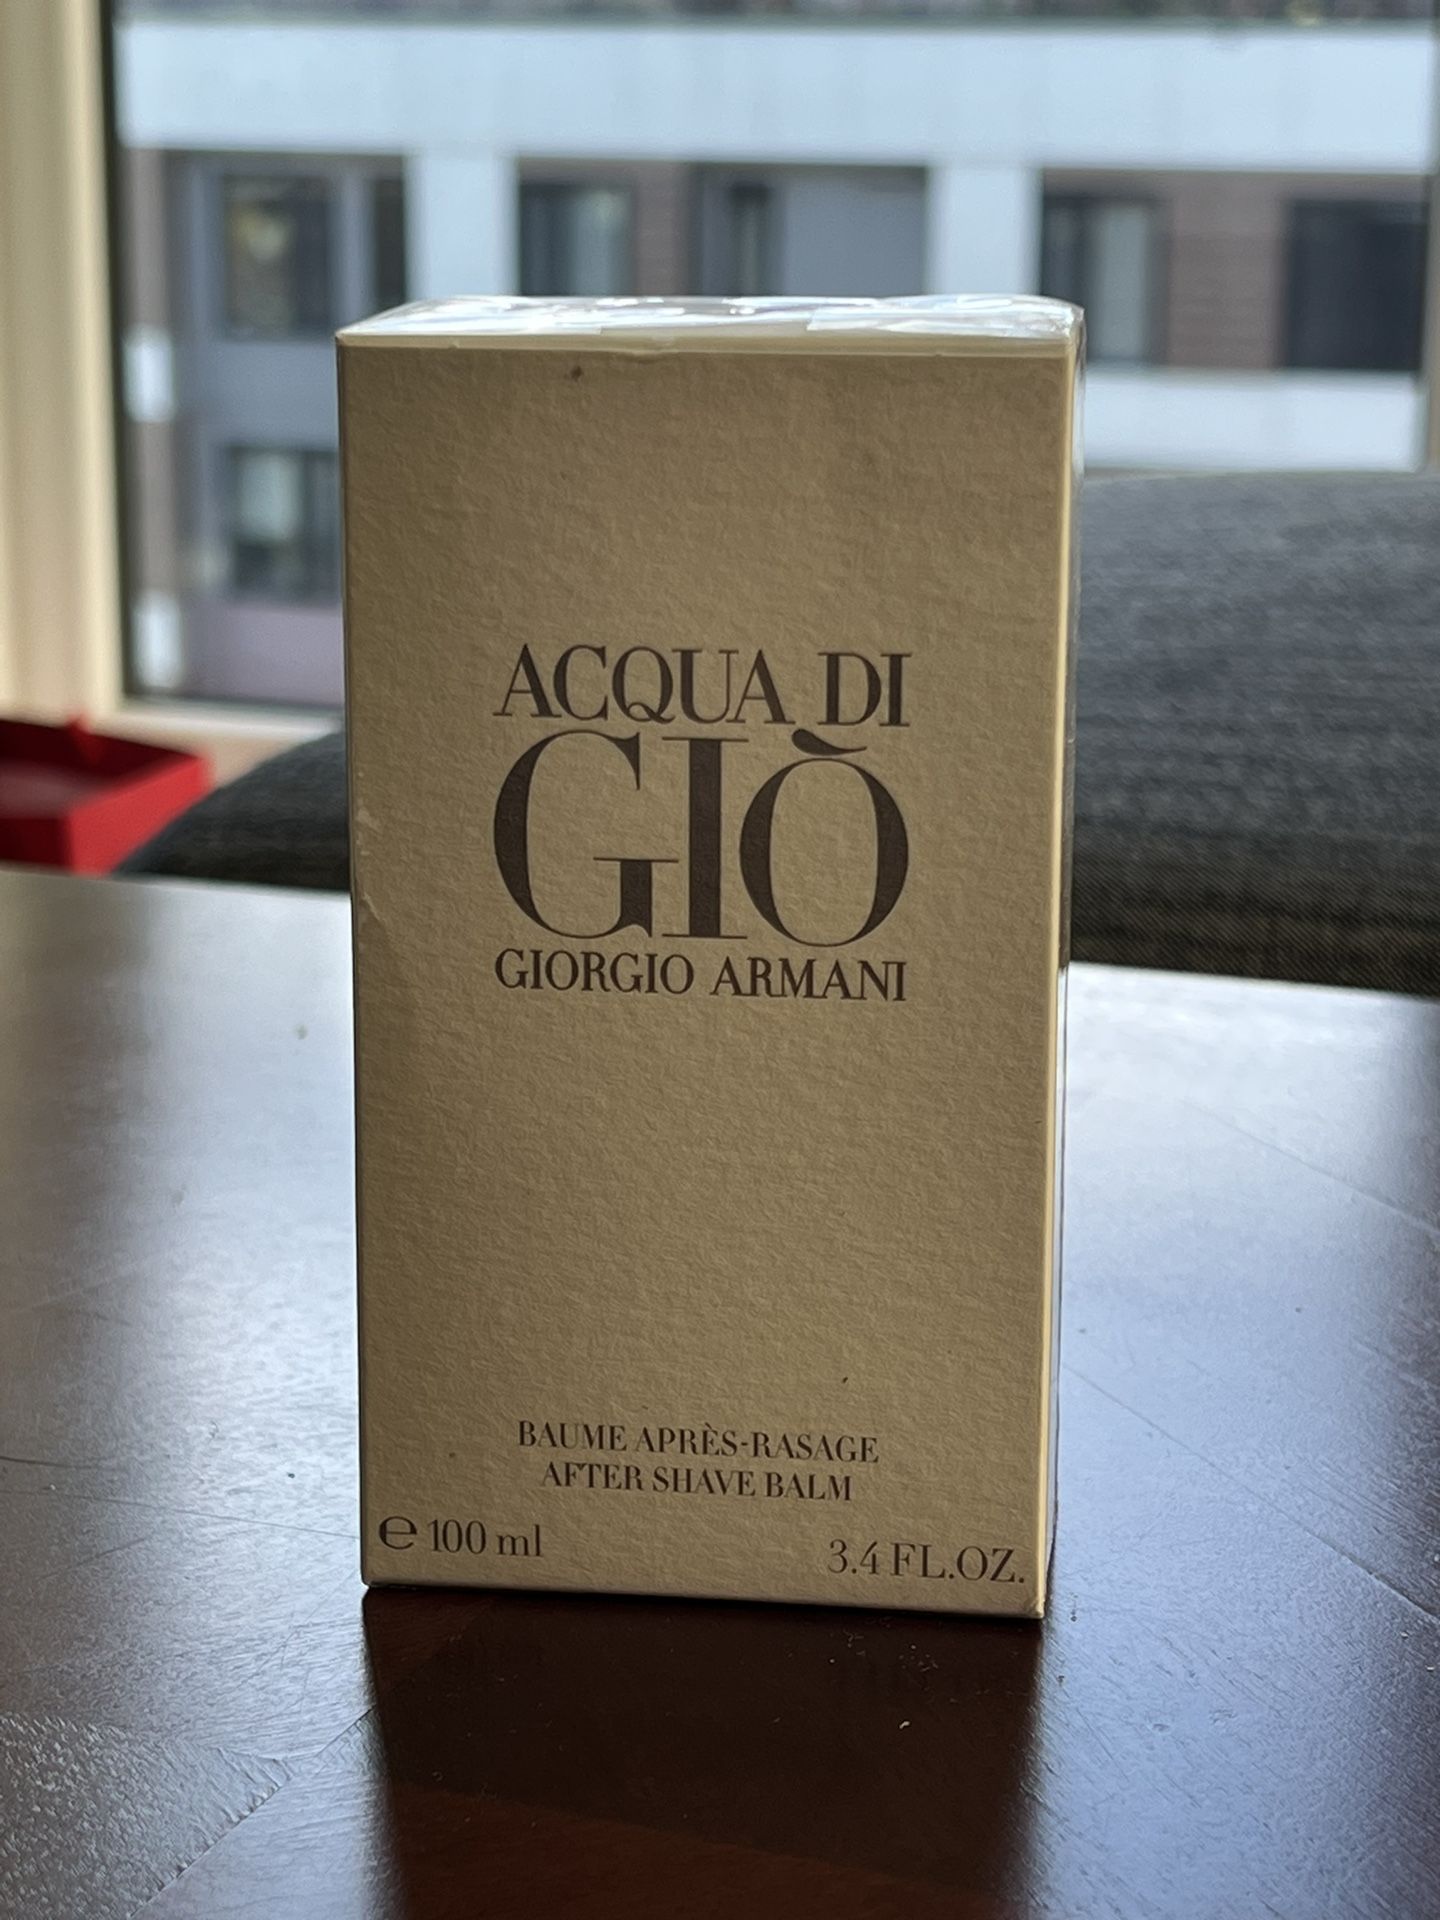 ACQUA DI
GIÒ
GIORGIO ARMANI
BAUME APRÈS-RASAGE
AFTER SHAVE BALM
℮ 100 ml 3.4 FL.OZ.